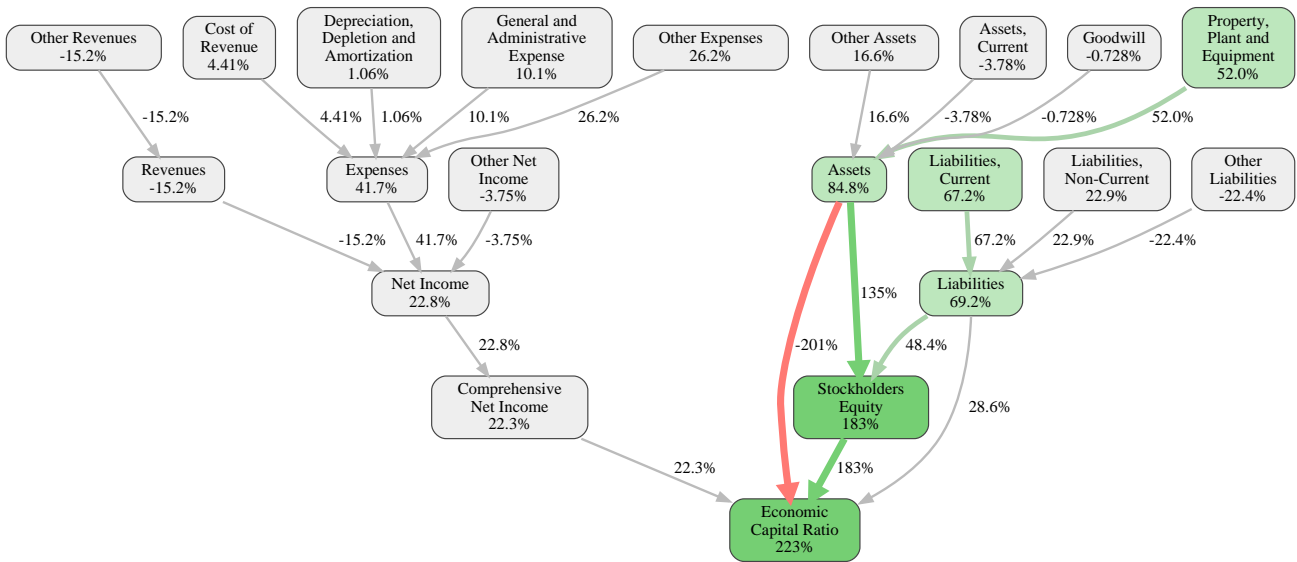 Other Revenues
-15.2%
Cost of
Revenue
4.41%
Depreciation,
Depletion and
Amortization
1.06%
General and
Administrative
Expense
10.1%
Other Expenses
26.2%
Other Assets
16.6%
Assets,
Current
-3.78%
Goodwill
-0.728%
Property,
Plant and
Equipment
52.0%
-15.2%
4.41%
1.06%
10.1%
26.2%
16.6%
-3.78%
-0.728%
52.0%
Revenues
-15.2%
Expenses
41.7%
Other Net
Income
-3.75%
Assets
84.8%
Liabilities,
Current
67.2%
Liabilities,
Non-Current
22.9%
Other
Liabilities
-22.4%
-15.2%
41.7%
-3.75%
67.2%
22.9%
-22.4%
Net Income
22.8%
135%
Liabilities
69.2%
22.8%
-201%
48.4%
Comprehensive
Net Income
22.3%
Stockholders
Equity
183%
28.6%
22.3%
183%
Economic
Capital Ratio
223%